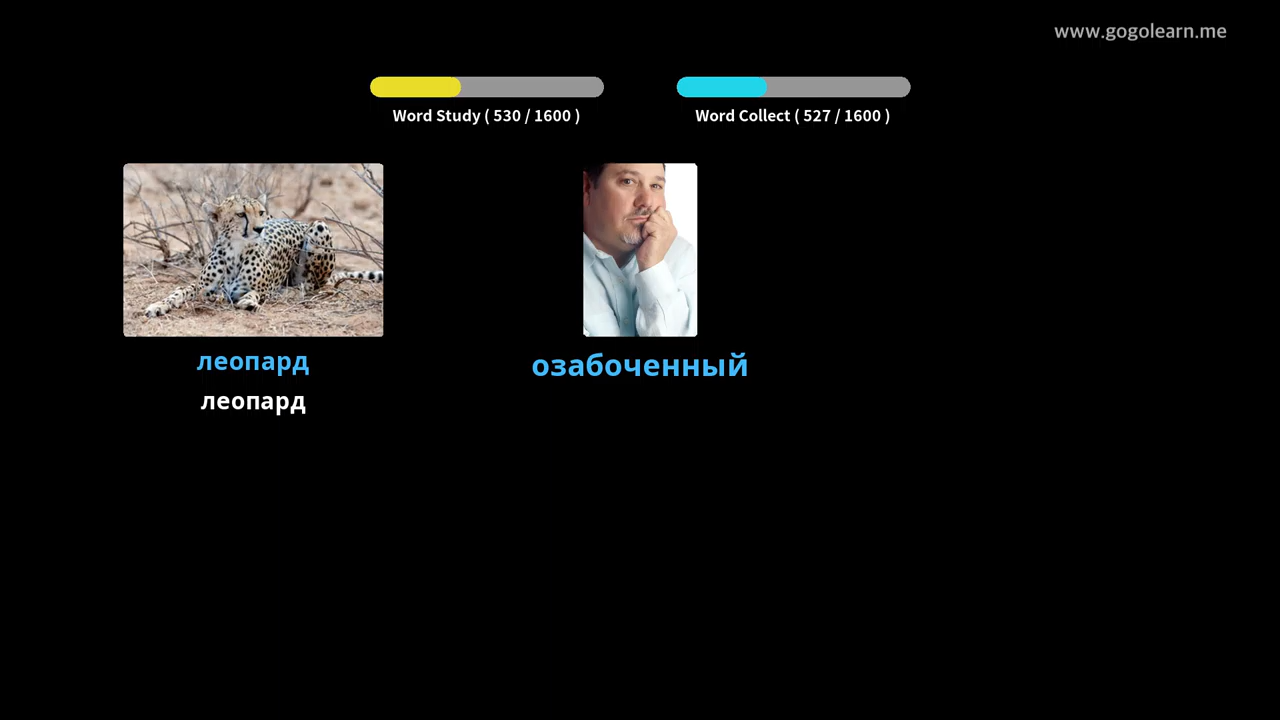 www.gogolearn.me
Word Study ( 530 / 1600 )
Word Collect ( 527 / 1600 )
леопард
леопард
озабоченный